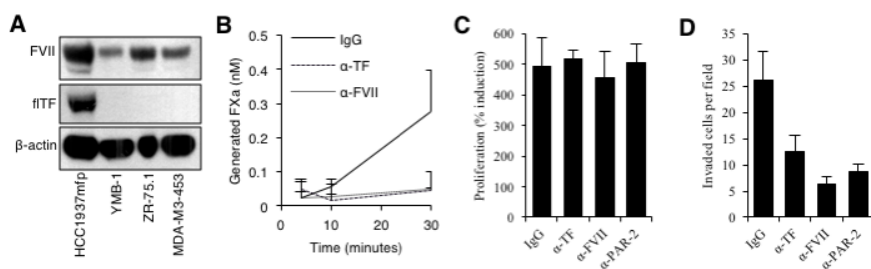 A
FVII
flTF
β-actin
HCC1937mfp
YMB-1
ZR-75.1
MDA-M3-453
B
Generated FXa (nM)
0.5
0.4
0.3
0.2
0.1
0
0 10 20 30
Time (minutes)
IgG
α-TF
α-FVII
C
Proliferation (% induction)
700
600
500
400
300
200
100
0
IgG
α-TF
α-FVII
α-PAR-2
D
Invaded cells per field
35
30
25
20
15
10
5
0
IgG
α-TF
α-FVII
α-PAR-2